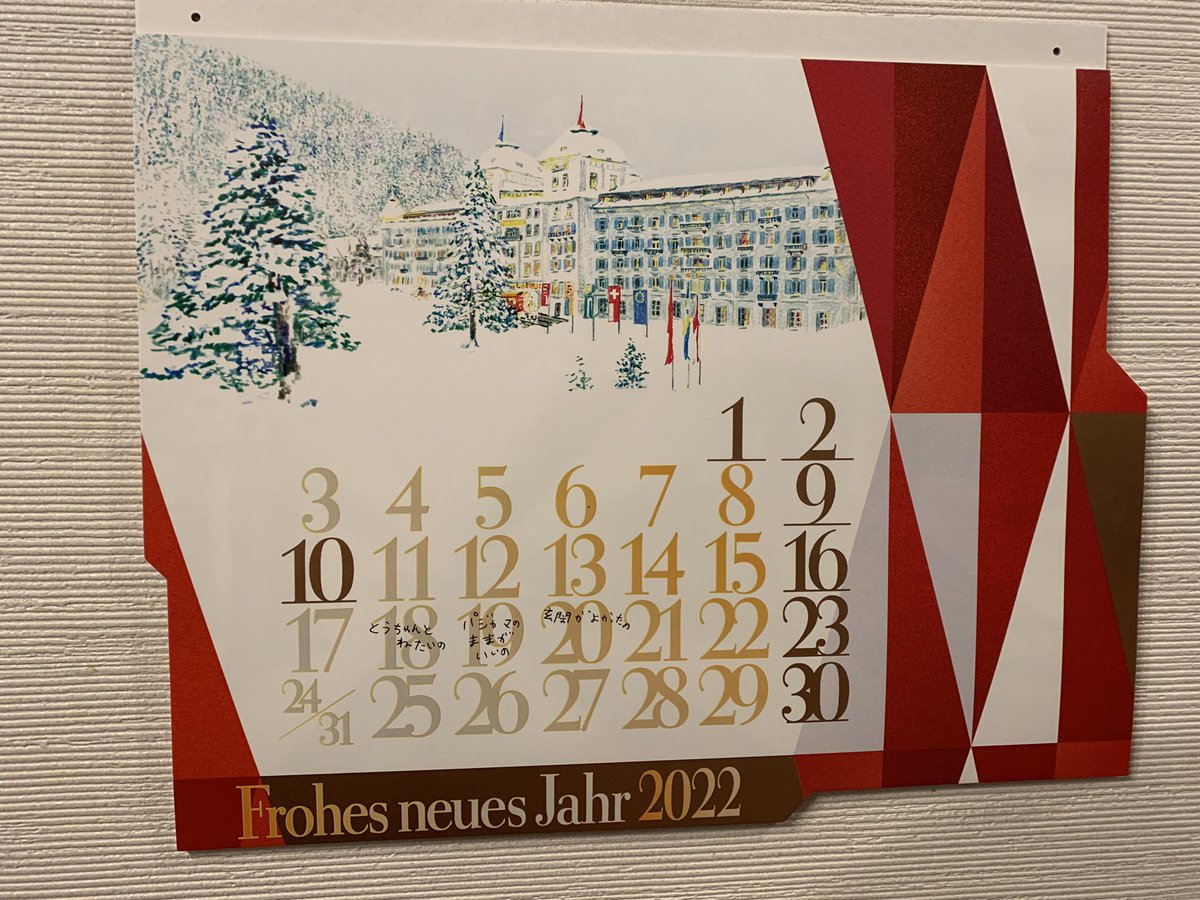 1 2
3 4 5 6 7 8 9
10 11 12 13 14 15 16
17 18 19 20 21 22 23
とうちゃんと
ねたいの
パジャマの
ままが
いいの
玄関がよかったの
24/31 25 26 27 28 29 30
Frohes neues Jahr 2022